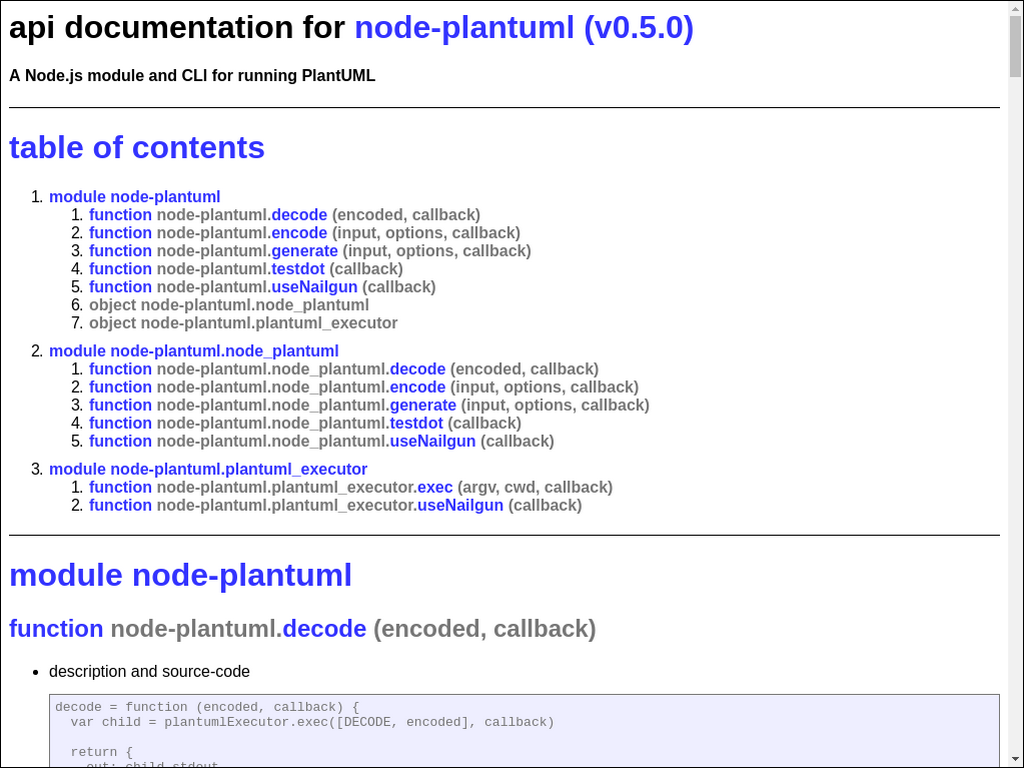 api documentation for node-plantuml (v0.5.0)
A Node.js module and CLI for running PlantUML
table of contents
1. module node-plantuml
1. function node-plantuml.decode (encoded, callback)
2. function node-plantuml.encode (input, options, callback)
3. function node-plantuml.generate (input, options, callback)
4. function node-plantuml.testdot (callback)
5. function node-plantuml.useNailgun (callback)
6. object node-plantuml.node_plantuml
7. object node-plantuml.plantuml_executor
2. module node-plantuml.node_plantuml
1. function node-plantuml.node_plantuml.decode (encoded, callback)
2. function node-plantuml.node_plantuml.encode (input, options, callback)
3. function node-plantuml.node_plantuml.generate (input, options, callback)
4. function node-plantuml.node_plantuml.testdot (callback)
5. function node-plantuml.node_plantuml.useNailgun (callback)
3. module node-plantuml.plantuml_executor
1. function node-plantuml.plantuml_executor.exec (argv, cwd, callback)
2. function node-plantuml.plantuml_executor.useNailgun (callback)
module node-plantuml
function node-plantuml.decode (encoded, callback)
• description and source-code
decode = function (encoded, callback) {
var child = plantumlExecutor.exec([DECODE, encoded], callback)
return {
out: child.stdout